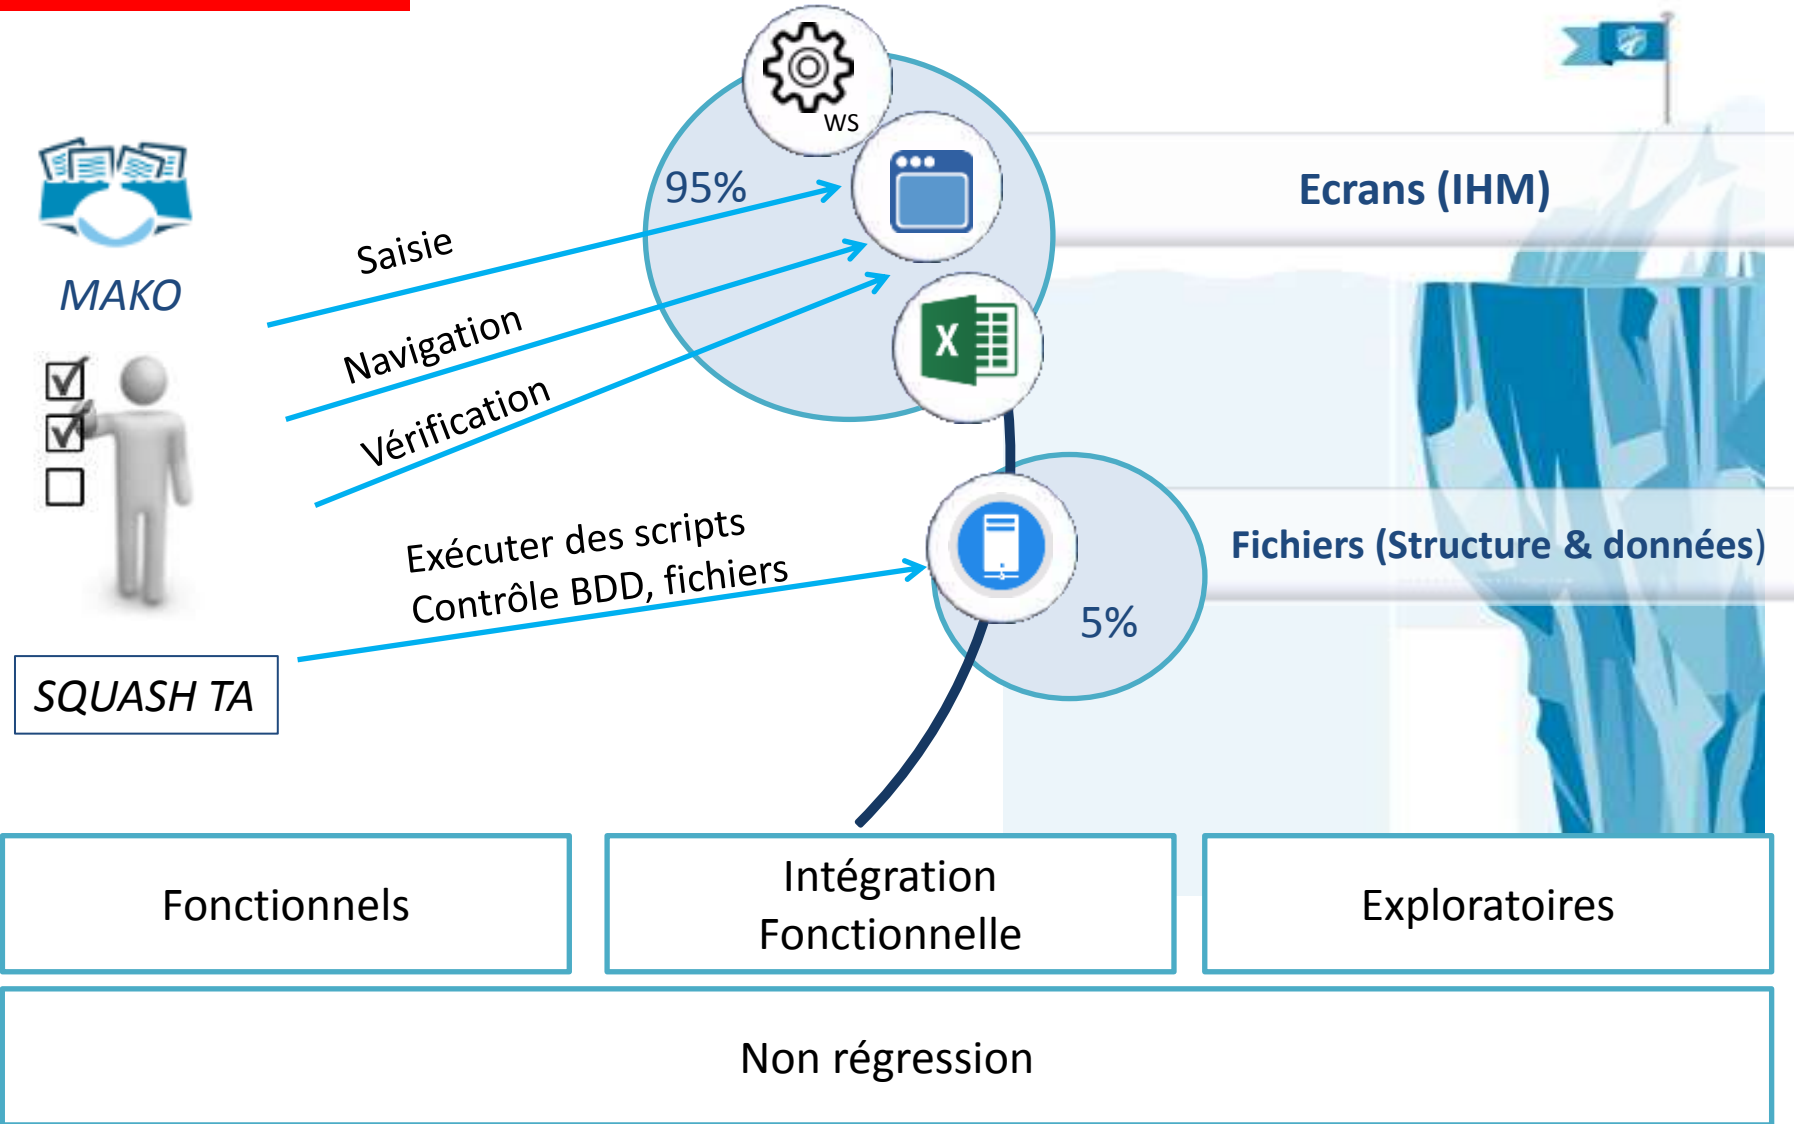 WS
95%
Ecrans (IHM)
MAKO
Saisie
Navigation
Vérification
X
Exécuter des scripts
Contrôle BDD, fichiers
Fichiers (Structure & données)
5%
SQUASH TA
Fonctionnels
Intégration
Fonctionnelle
Exploratoires
Non régression